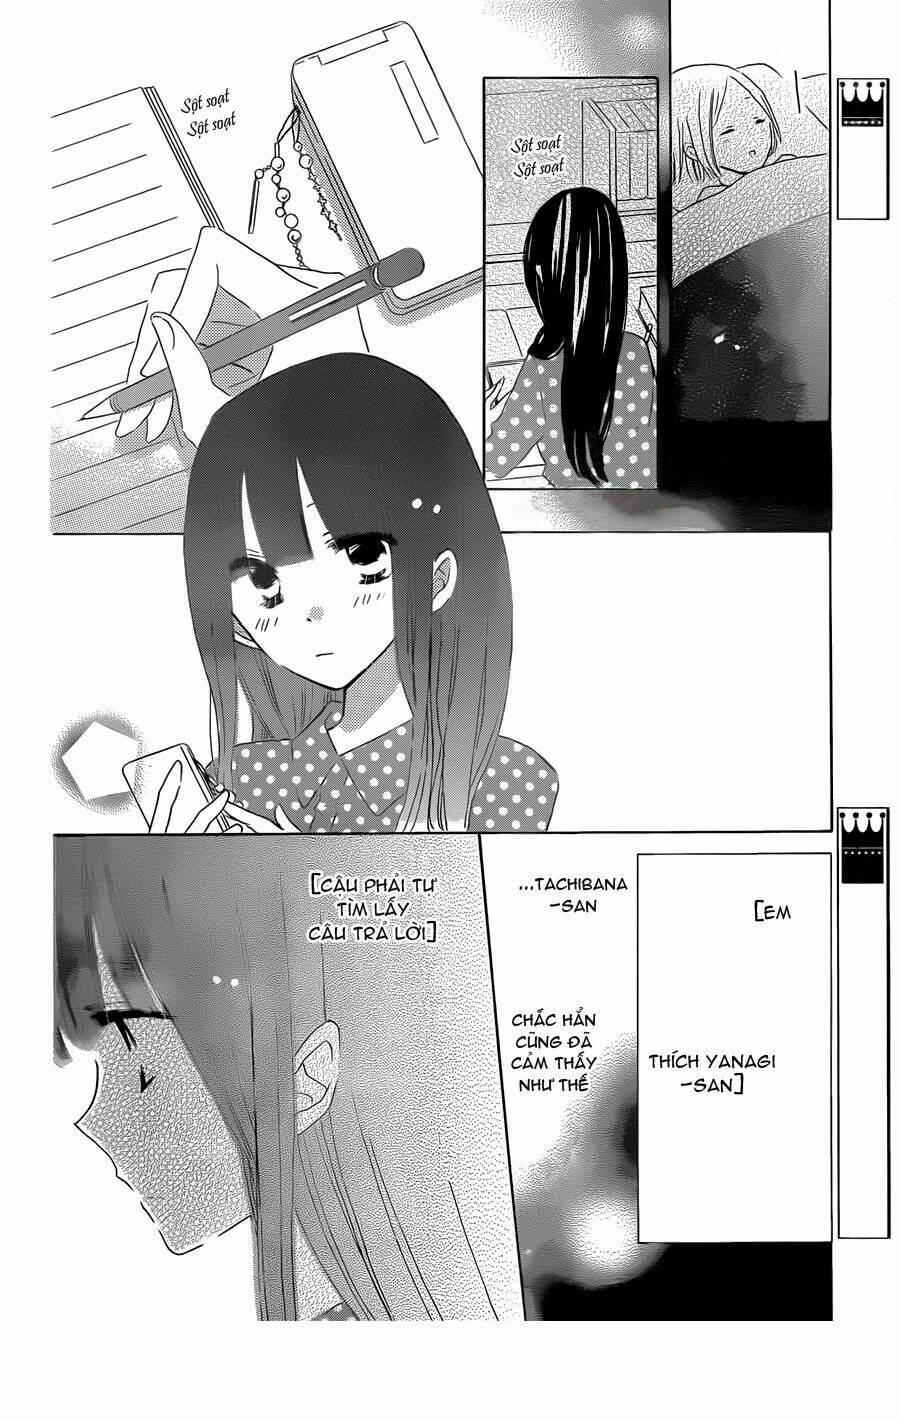 Sột soạt
Sột soạt
Sột soạt
Sột soạt
[EM
THÍCH YANAGI
-SAN]
...TACHIBANA
-SAN
CHẮC HẲN
CŨNG ĐÃ
CẢM THẤY
NHƯ THẾ
[CẬU PHẢI TỰ
TÌM LẤY
CÂU TRẢ LỜI]